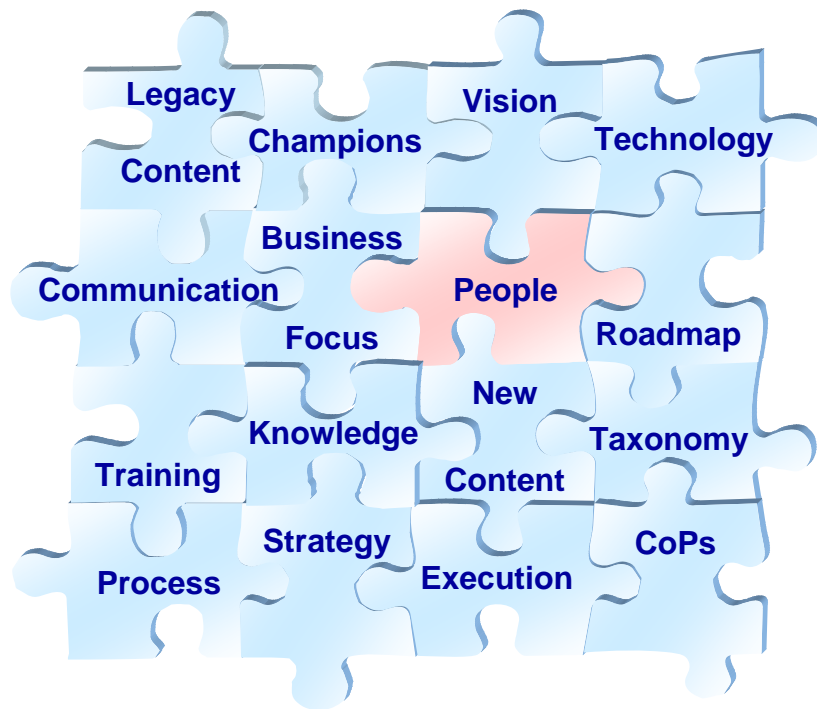 Legacy
Content
Champions
Vision
Technology
Communication
Business
Focus
People
Roadmap
Training
Knowledge
New
Content
Taxonomy
Process
Strategy
Execution
CoPs